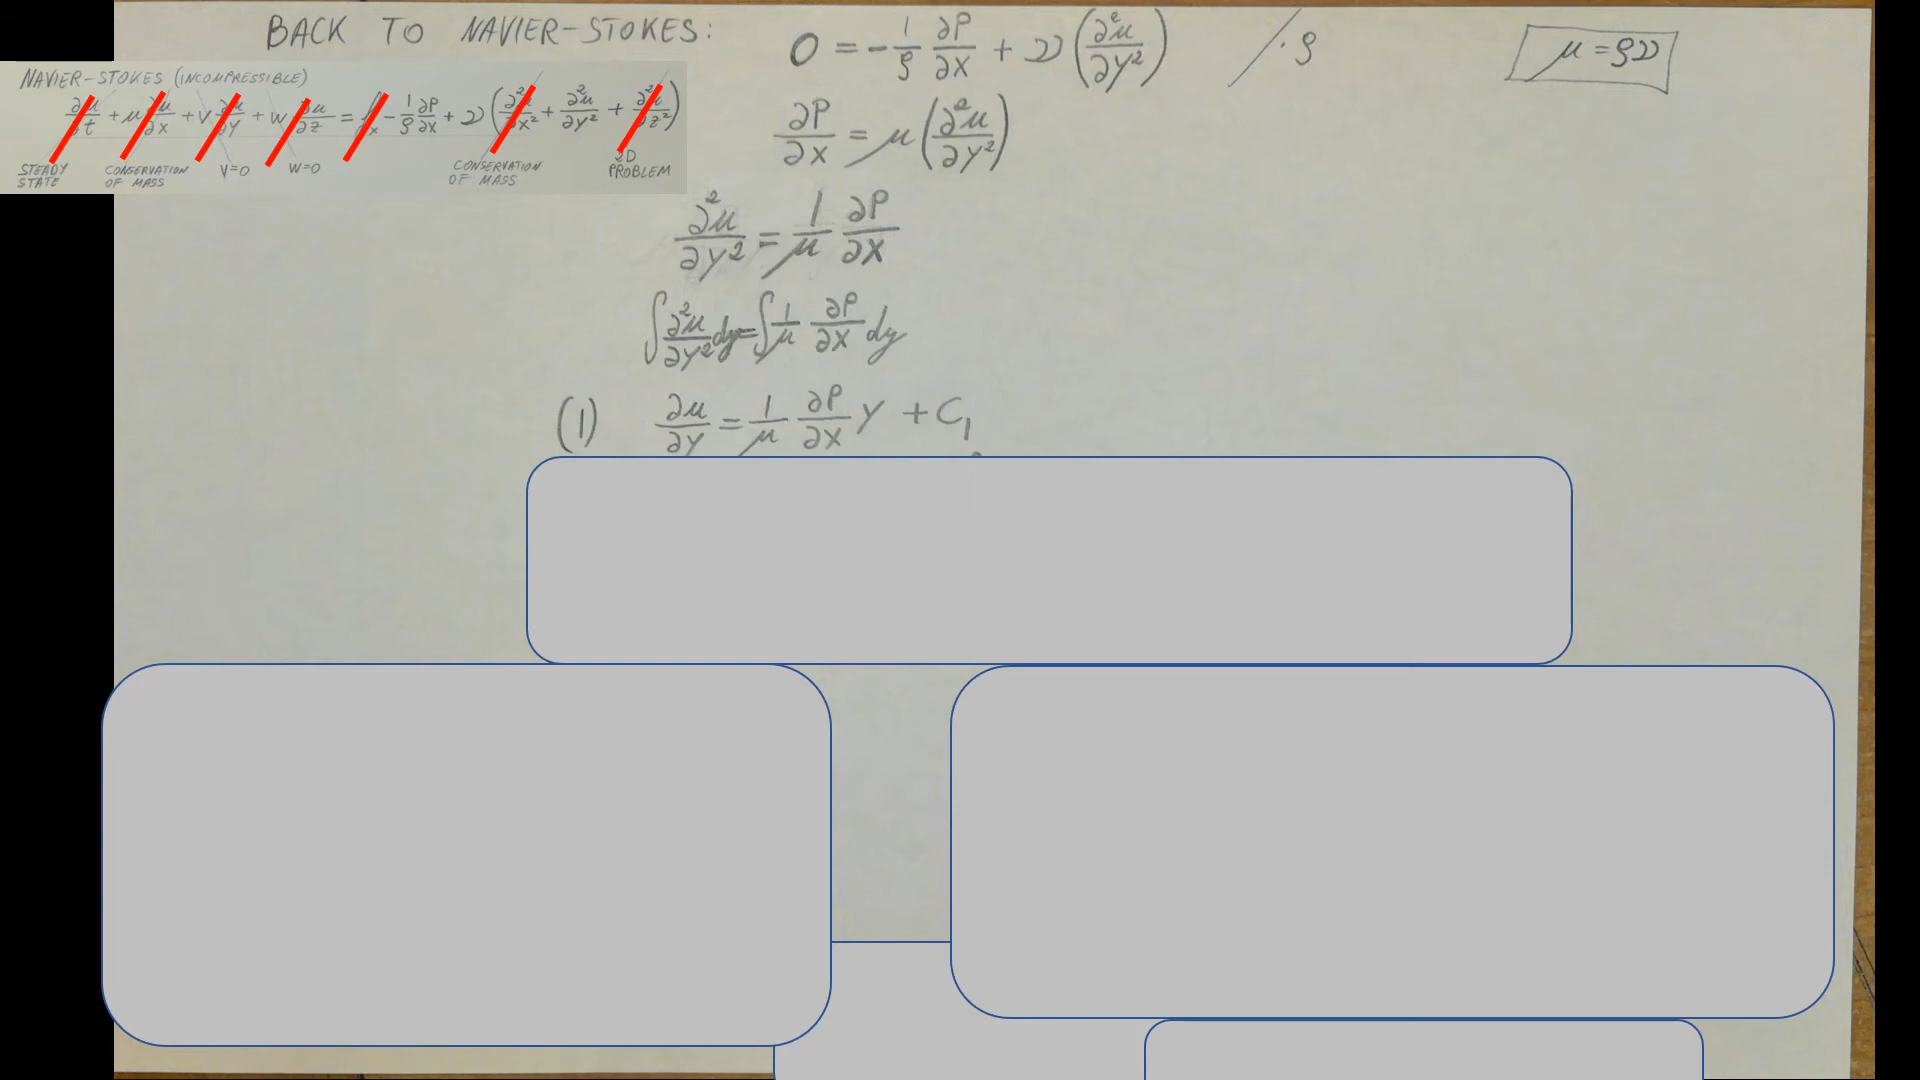 BACK TO NAVIER-STOKES:
0 = -1/ρ ∂P/∂x + ν (∂²u/∂y²) / · ρ
μ = ρν
NAVIER-STOKES (INCOMPRESSIBLE)
∂u/∂t + u ∂u/∂x + v ∂u/∂y + w ∂u/∂z = fx - 1/ρ ∂P/∂x + ν (∂²u/∂x² + ∂²u/∂y² + ∂²u/∂z²)
STEADY STATE
CONSERVATION OF MASS
V=0
W=0
CONSERVATION OF MASS
2D PROBLEM
∂P/∂x = μ (∂²u/∂y²)
∂²u/∂y² = 1/μ ∂P/∂x
∫ ∂²u/∂y² dy = ∫ 1/μ ∂P/∂x dy
(1) ∂u/∂y = 1/μ ∂P/∂x y + C₁